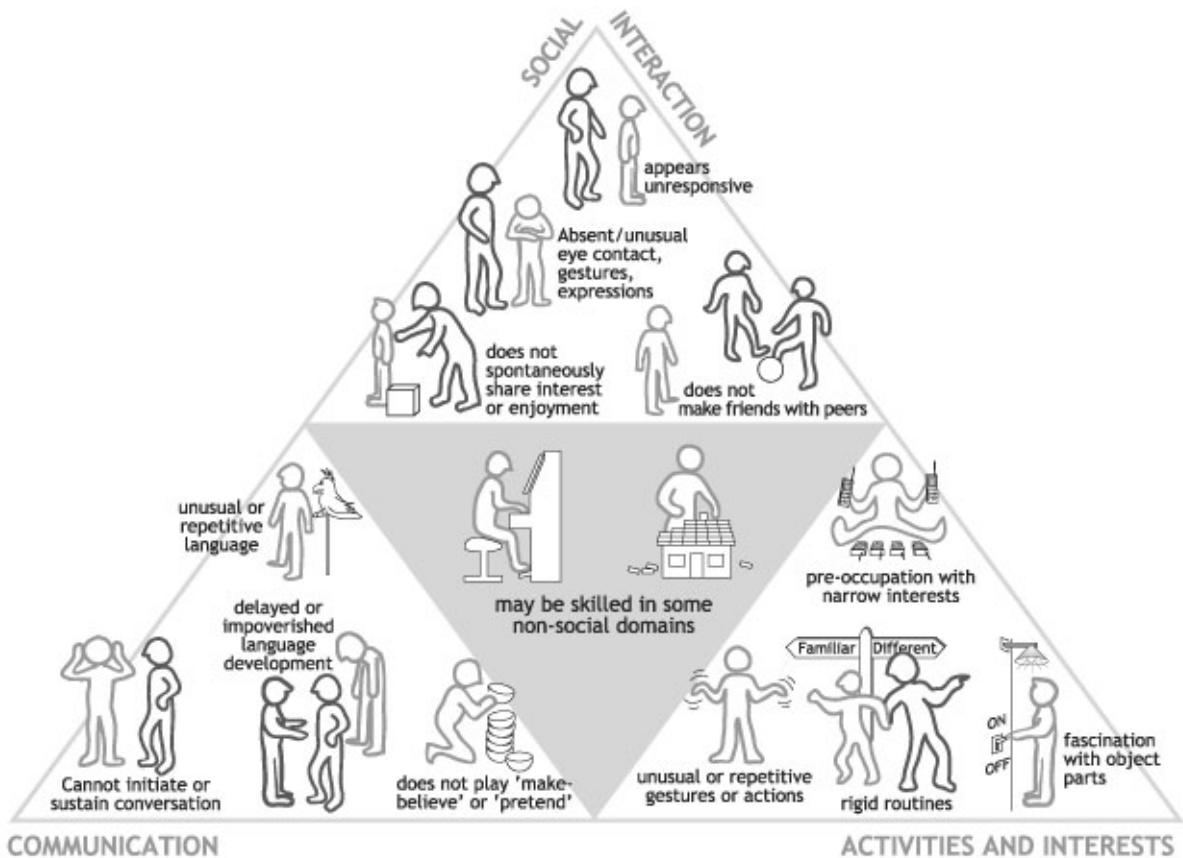 SOCIAL INTERACTION
appears
unresponsive
Absent/unusual
eye contact,
gestures,
expressions
does not
spontaneously
share interest
or enjoyment
does not
make friends with peers
unusual or
repetitive
language
may be skilled in some
non-social domains
pre-occupation with
narrow interests
delayed or
impoverished
language
development
Familiar
Different
Cannot initiate or
sustain conversation
does not play 'make-
believe' or 'pretend'
unusual or repetitive
gestures or actions
rigid routines
ON
OFF
fascination
with object
parts
COMMUNICATION
ACTIVITIES AND INTERESTS